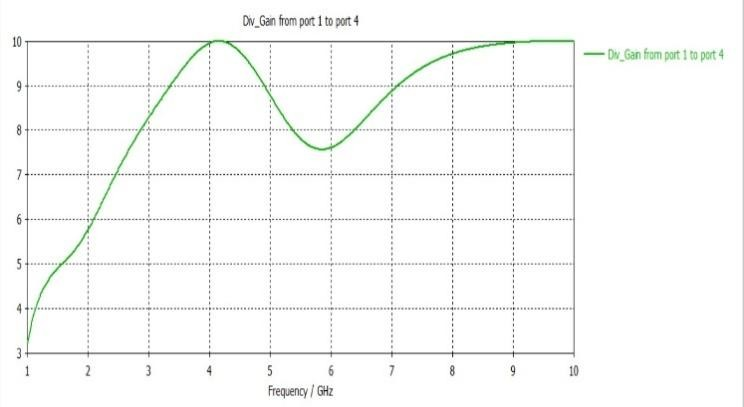 Div_Gain from port 1 to port 4
10
9
8
7
6
5
4
3
1 2 3 4 5 6 7 8 9 10
Frequency / GHz
Div_Gain from port 1 to port 4